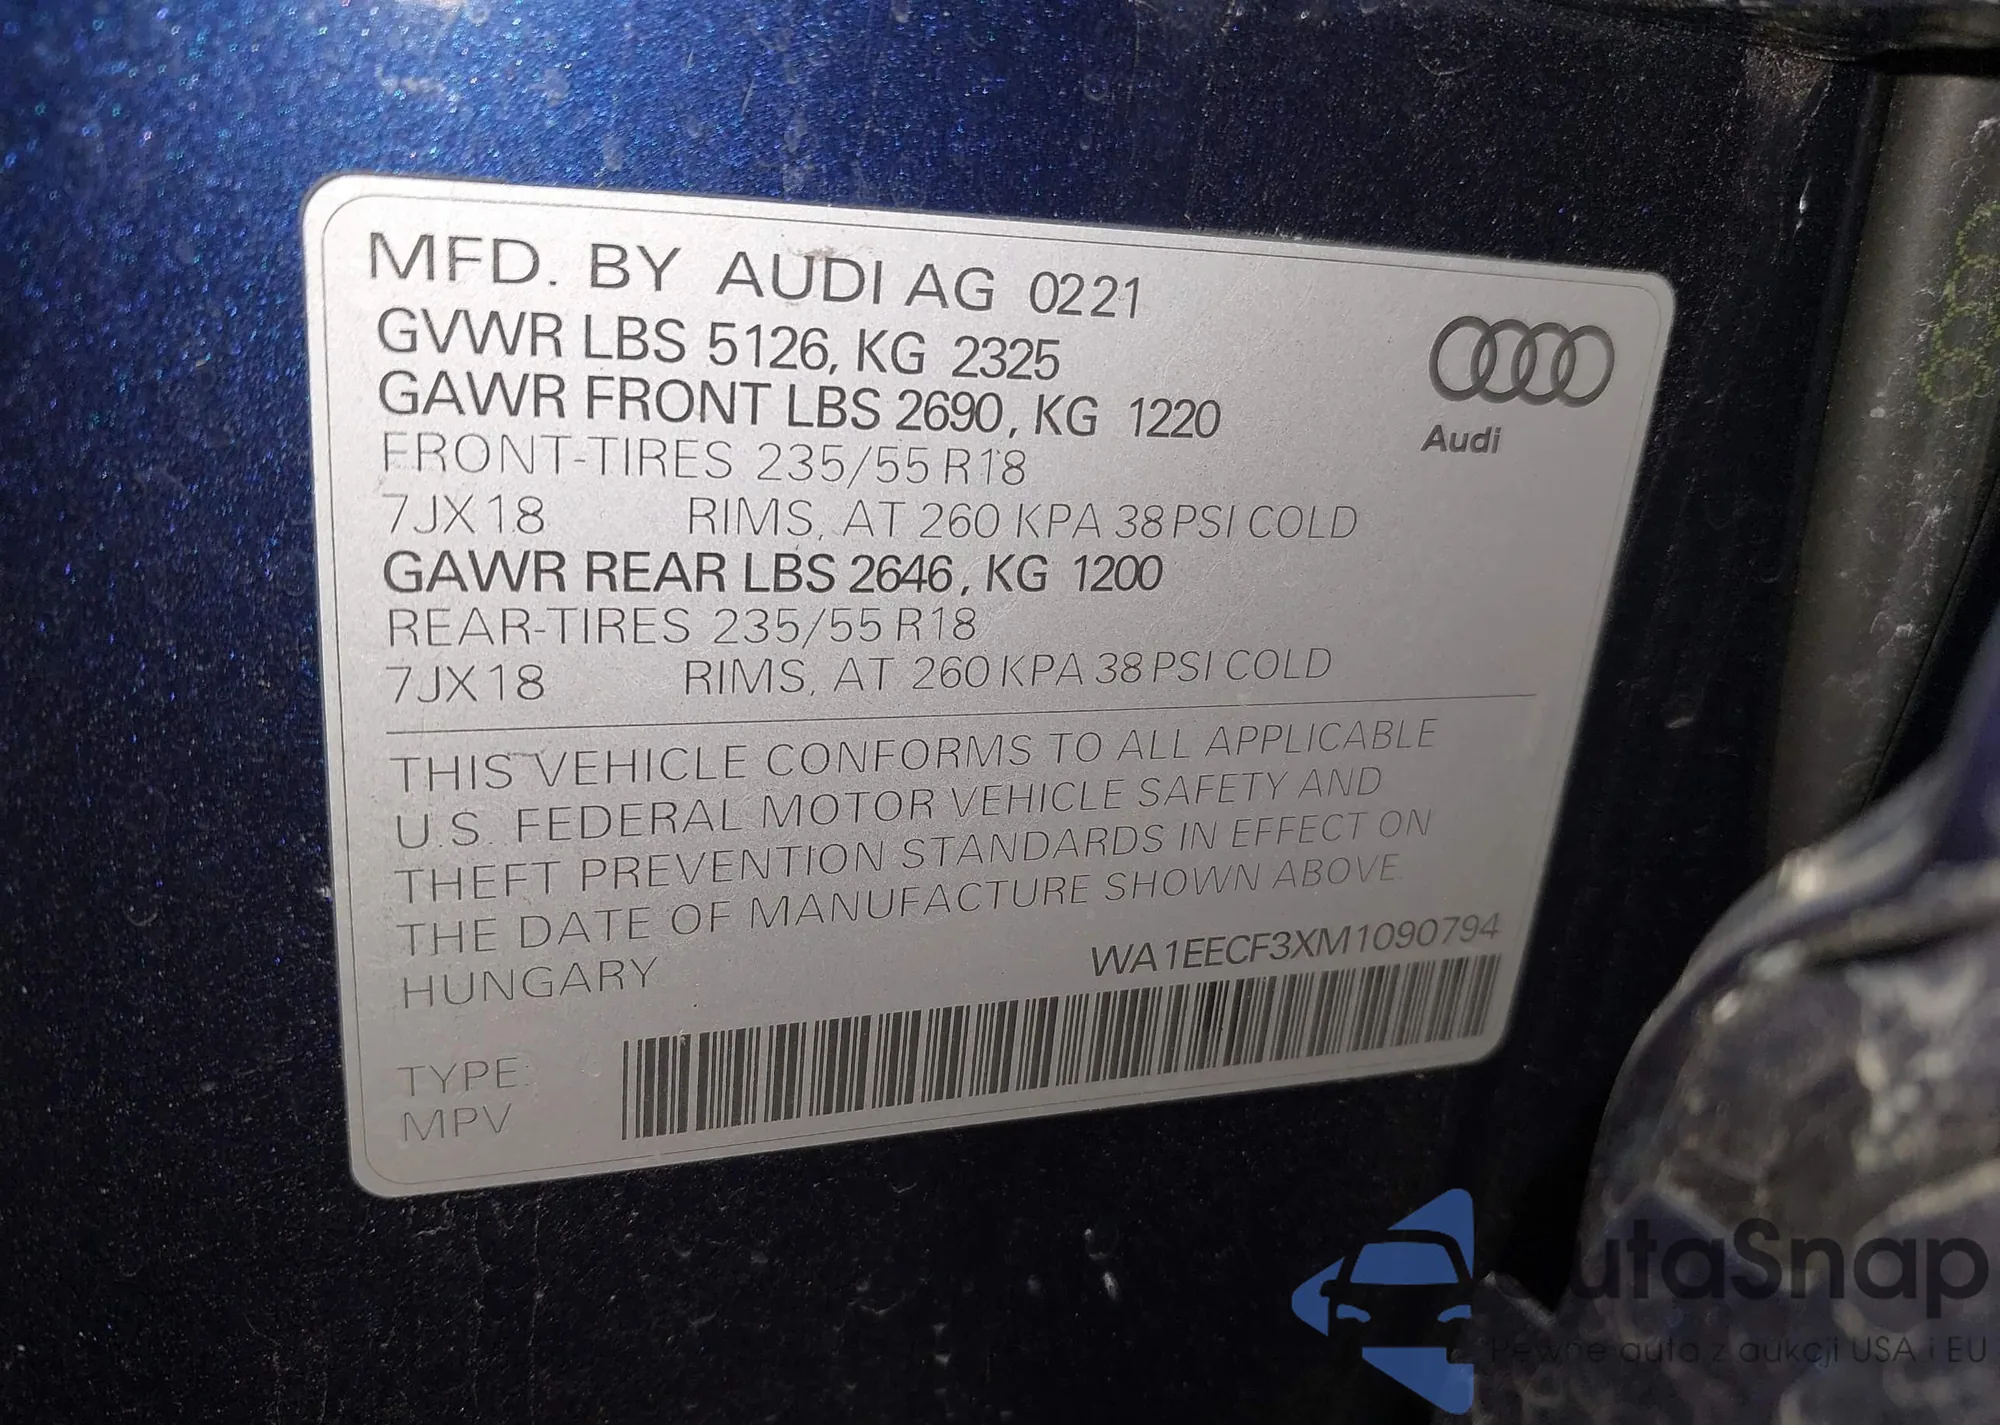 MFD. BY AUDI AG 0221
GVWR LBS 5126, KG 2325
GAWR FRONT LBS 2690, KG 1220
FRONT-TIRES 235/55 R18
7JX18 RIMS, AT 260 KPA 38 PSI COLD
GAWR REAR LBS 2646, KG 1200
REAR-TIRES 235/55 R18
7JX18 RIMS, AT 260 KPA 38 PSI COLD
Audi
THIS VEHICLE CONFORMS TO ALL APPLICABLE
U.S. FEDERAL MOTOR VEHICLE SAFETY AND
THEFT PREVENTION STANDARDS IN EFFECT ON
THE DATE OF MANUFACTURE SHOWN ABOVE.
HUNGARY
WA1EECF3XM1090794
TYPE:
MPV
utaSnap
Pewne auta z aukcji USA i EU